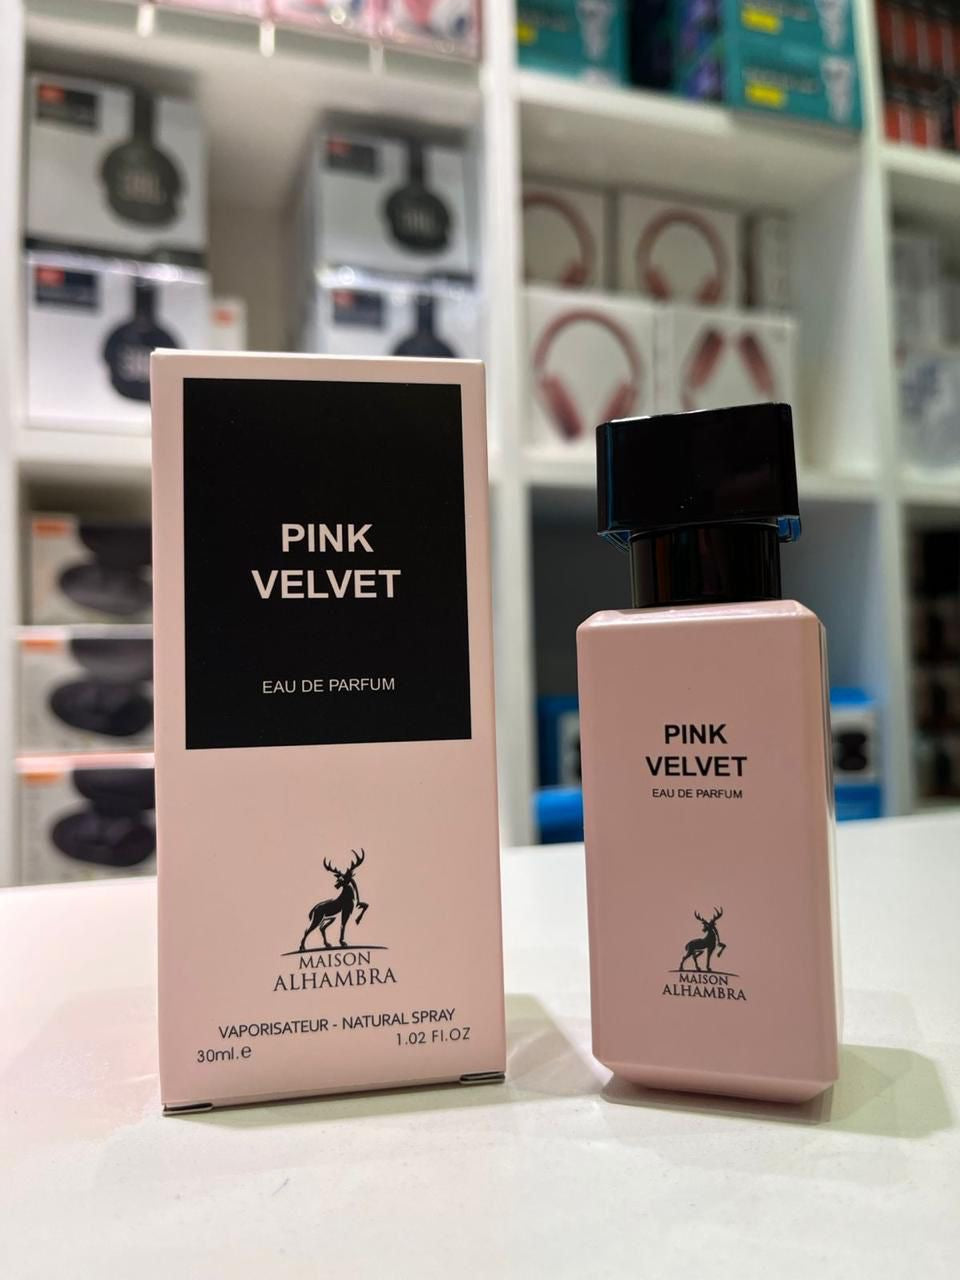 PINK
VELVET
EAU DE PARFUM
MAISON
ALHAMBRA
VAPORISATEUR - NATURAL SPRAY
30ml.e
1.02 Fl.OZ
PINK
VELVET
EAU DE PARFUM
MAISON
ALHAMBRA